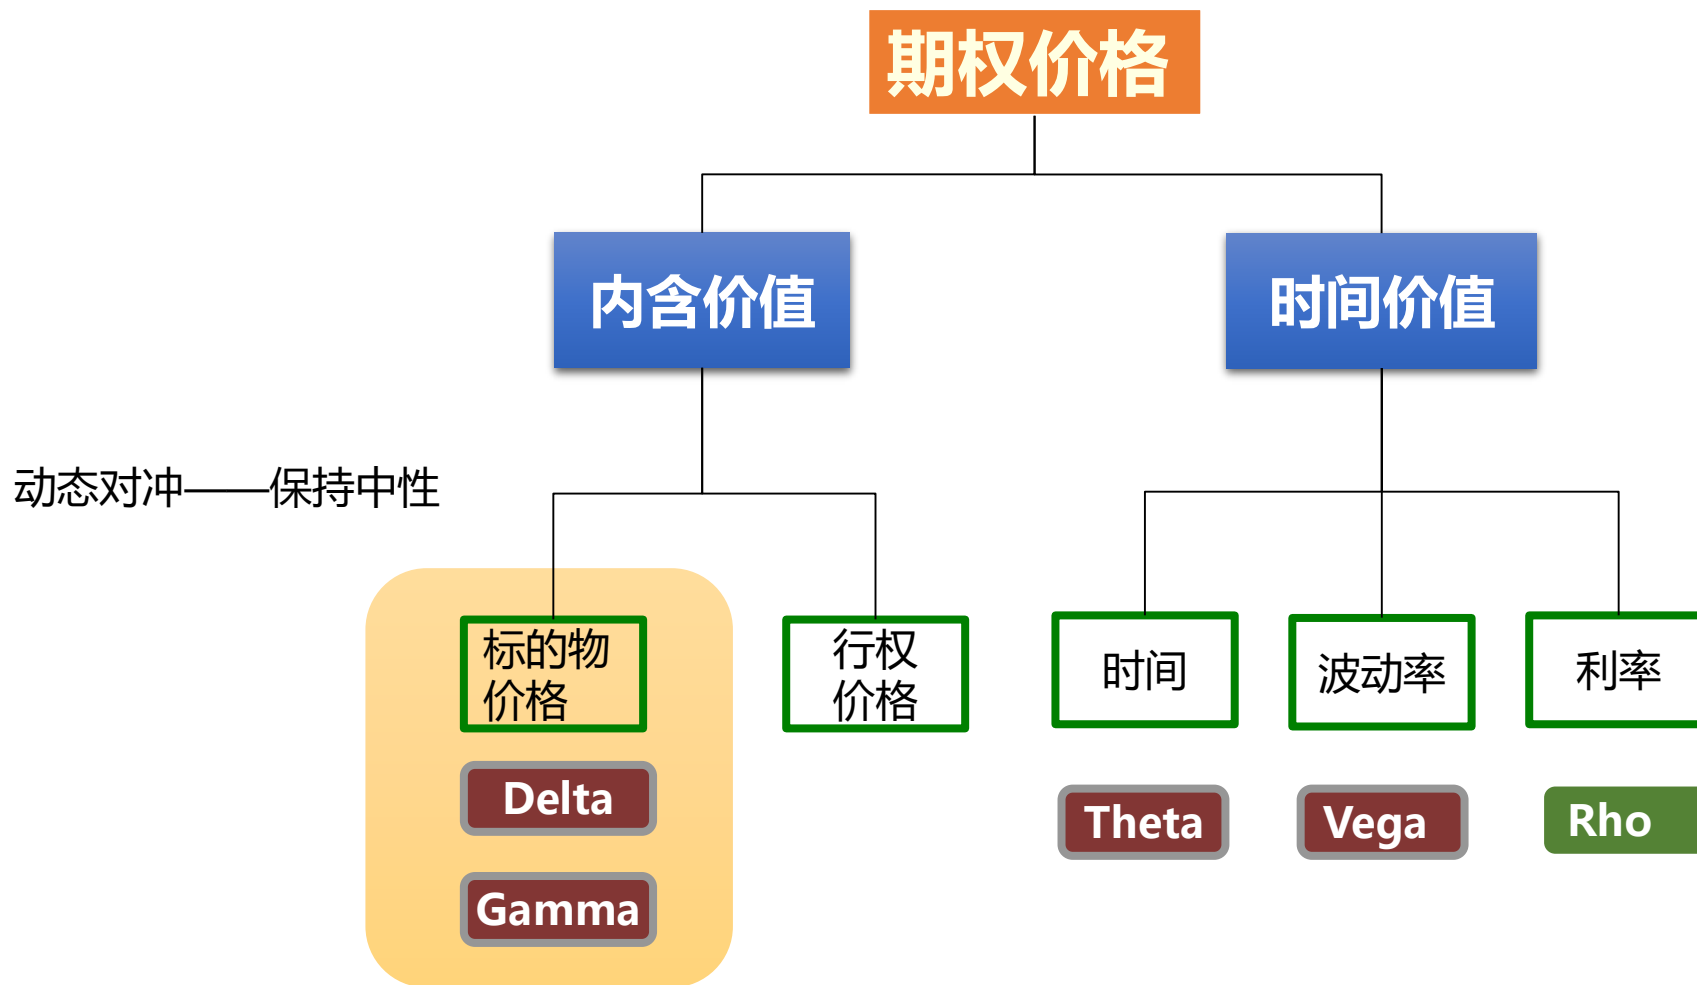 期权价格
内含价值
时间价值
动态对冲——保持中性
标的物
价格
行权
价格
时间
波动率
利率
Delta
Theta
Vega
Rho
Gamma